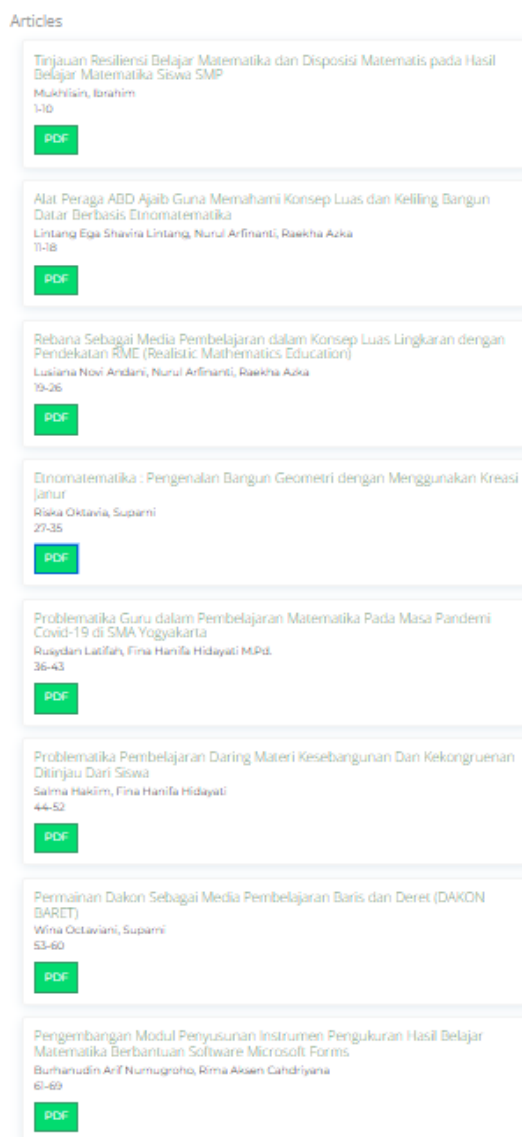 Articles
Tinjauan Resiliensi Belajar Matematika dan Disposisi Matematis pada Hasil
Belajar Matematika Siswa SMP
Mukhlisin, Ibrahim
1-10
PDF
Alat Peraga ABD Ajaib Guna Memahami Konsep Luas dan Keliling Bangun
Datar Berbasis Etnomatematika
Lintang Ega Shavira Lintang, Nurul Arfinanti, Raekha Azka
11-18
PDF
Rebana Sebagai Media Pembelajaran dalam Konsep Luas Lingkaran dengan
Pendekatan RME (Realistic Mathematics Education)
Lusiana Novi Andani, Nurul Arfinanti, Raekha Azka
19-26
PDF
Etnomatematika : Pengenalan Bangun Geometri dengan Menggunakan Kreasi
Janur
Riska Oktavia, Suparni
27-35
PDF
Problematika Guru dalam Pembelajaran Matematika Pada Masa Pandemi
Covid-19 di SMA Yogyakarta
Rusydan Latifah, Fina Hanifa Hidayati M.Pd.
36-43
PDF
Problematika Pembelajaran Daring Materi Kesebangunan Dan Kekongruenan
Ditinjau Dari Siswa
Salma Hakiim, Fina Hanifa Hidayati
44-52
PDF
Permainan Dakon Sebagai Media Pembelajaran Baris dan Deret (DAKON
BARET)
Wina Octaviani, Suparni
53-60
PDF
Pengembangan Modul Penyusunan Instrumen Pengukuran Hasil Belajar
Matematika Berbantuan Software Microsoft Forms
Burhanudin Arif Nurnugroho, Rima Aksen Cahdriyana
61-69
PDF